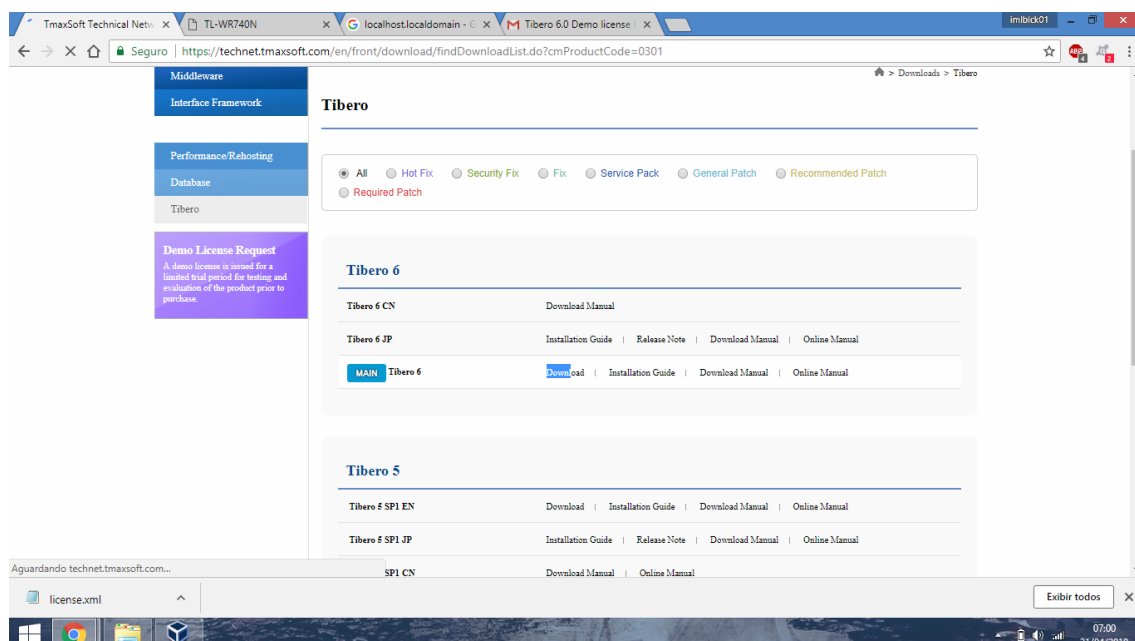 TmaxSoft Technical Netw
TL-WR740N
localhost.localdomain - G
Tibero 6.0 Demo license
imlblck01
Seguro
https://technet.tmaxsoft.com/en/front/download/findDownloadList.do?cmProductCode=0301
ABP
4
2
Middleware
Interface Framework
> Downloads > Tibero
Tibero
Performance/Rehosting
Database
Tibero
All Hot Fix Security Fix Fix Service Pack General Patch Recommended Patch
Required Patch
Demo License Request
A demo license is issued for a
limited trial period for testing and
evaluation of the product prior to
purchase.
Tibero 6
Tibero 6 CN Download Manual
Tibero 6 JP Installation Guide | Release Note | Download Manual | Online Manual
MAIN Tibero 6 Download | Installation Guide | Download Manual | Online Manual
Tibero 5
Tibero 5 SP1 EN Download | Installation Guide | Download Manual | Online Manual
Tibero 5 SP1 JP Installation Guide | Release Note | Download Manual | Online Manual
SP1 CN Download Manual | Online Manual
Aguardando technet.tmaxsoft.com...
license.xml
Exibir todos
07:00